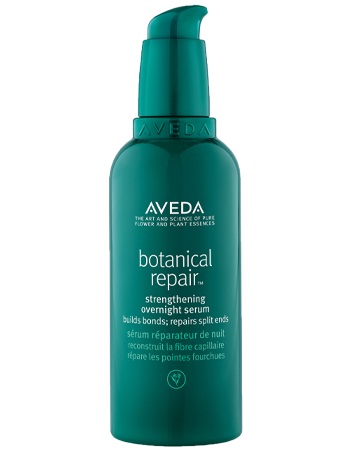 AVEDA
AVEDA
THE ART AND SCIENCE OF PURE
FLOWER AND PLANT ESSENCES
botanical
repair™
strengthening
overnight serum
builds bonds; repairs split ends
sérum réparateur de nuit
reconstruit la fibre capillaire
répare les pointes fourchues